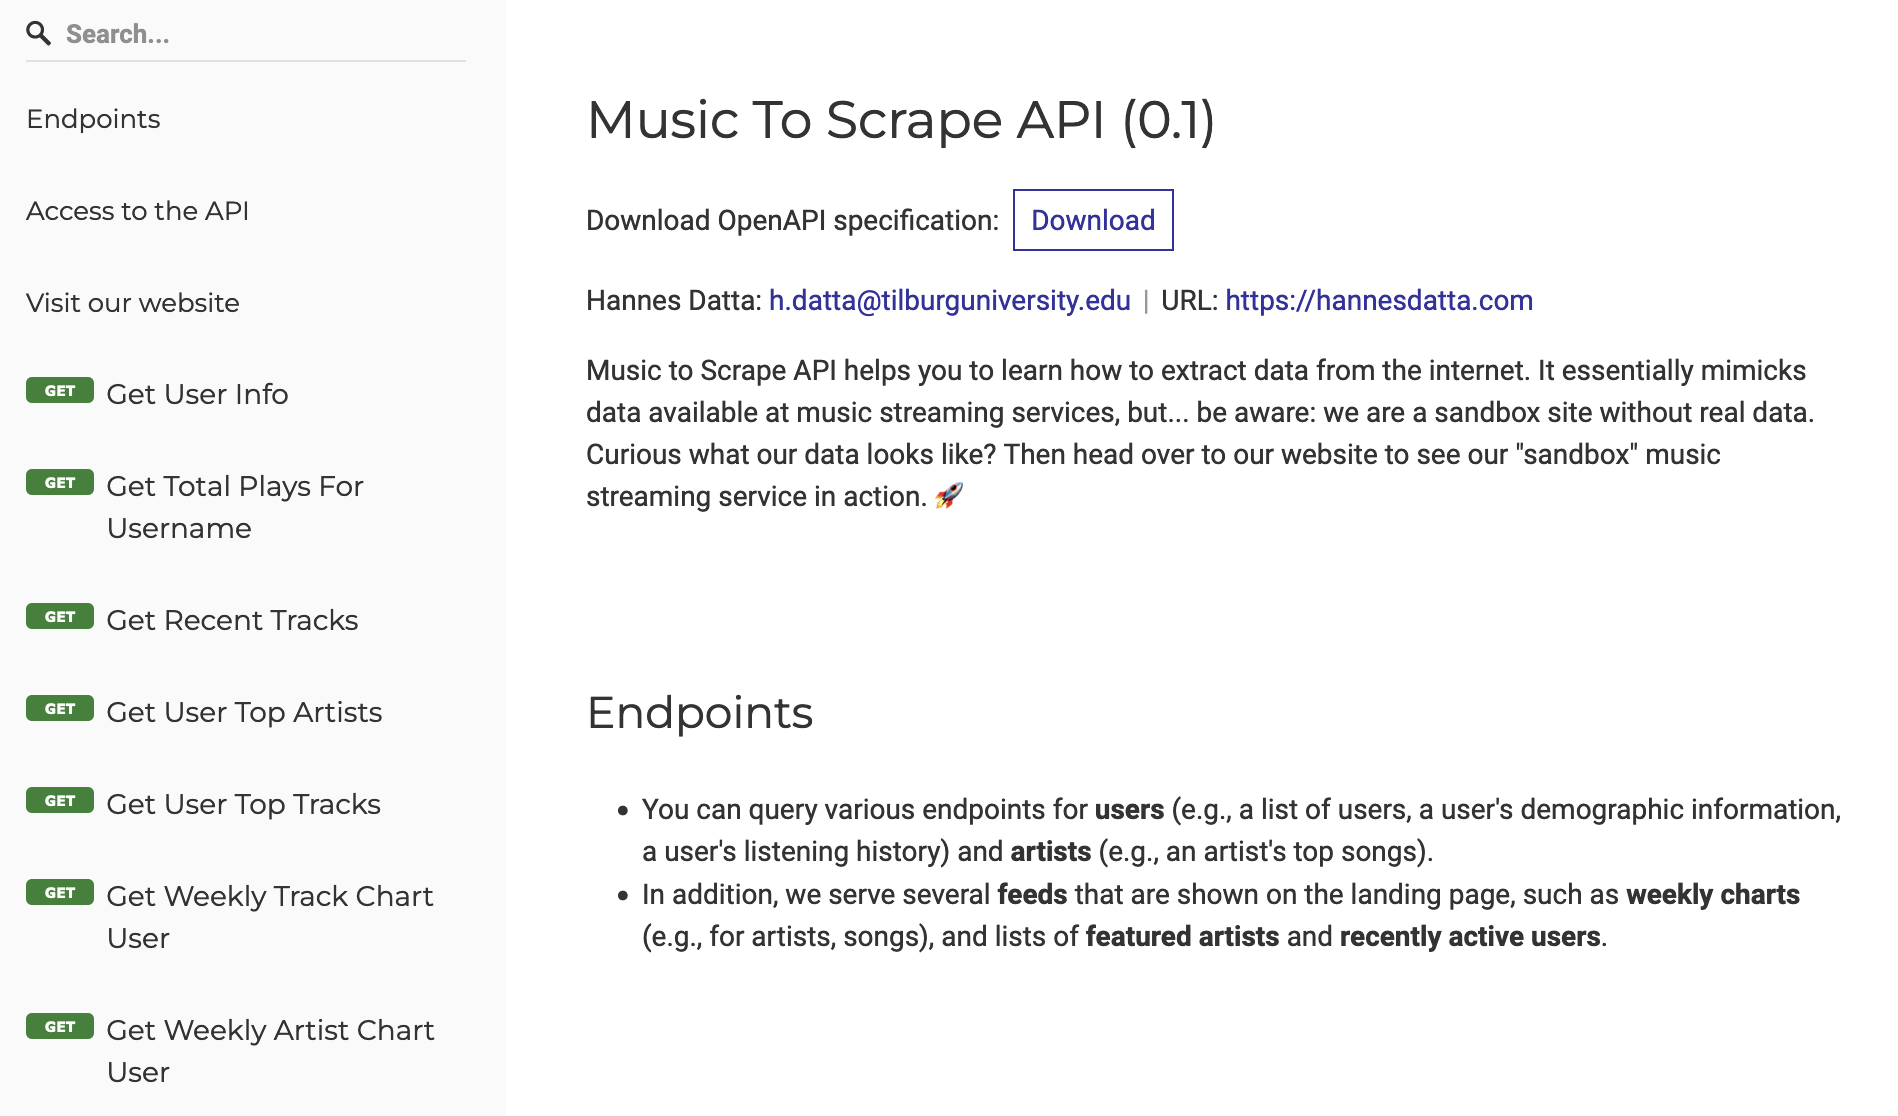 Search...
Endpoints
Access to the API
Visit our website
GET Get User Info
GET Get Total Plays For
Username
GET Get Recent Tracks
GET Get User Top Artists
GET Get User Top Tracks
GET Get Weekly Track Chart
User
GET Get Weekly Artist Chart
User
Music To Scrape API (0.1)
Download OpenAPI specification: Download
Hannes Datta: h.datta@tilburguniversity.edu | URL: https://hannesdatta.com
Music to Scrape API helps you to learn how to extract data from the internet. It essentially mimicks
data available at music streaming services, but... be aware: we are a sandbox site without real data.
Curious what our data looks like? Then head over to our website to see our "sandbox" music
streaming service in action. 🚀
Endpoints
• You can query various endpoints for users (e.g., a list of users, a user's demographic information,
a user's listening history) and artists (e.g., an artist's top songs).
• In addition, we serve several feeds that are shown on the landing page, such as weekly charts
(e.g., for artists, songs), and lists of featured artists and recently active users.